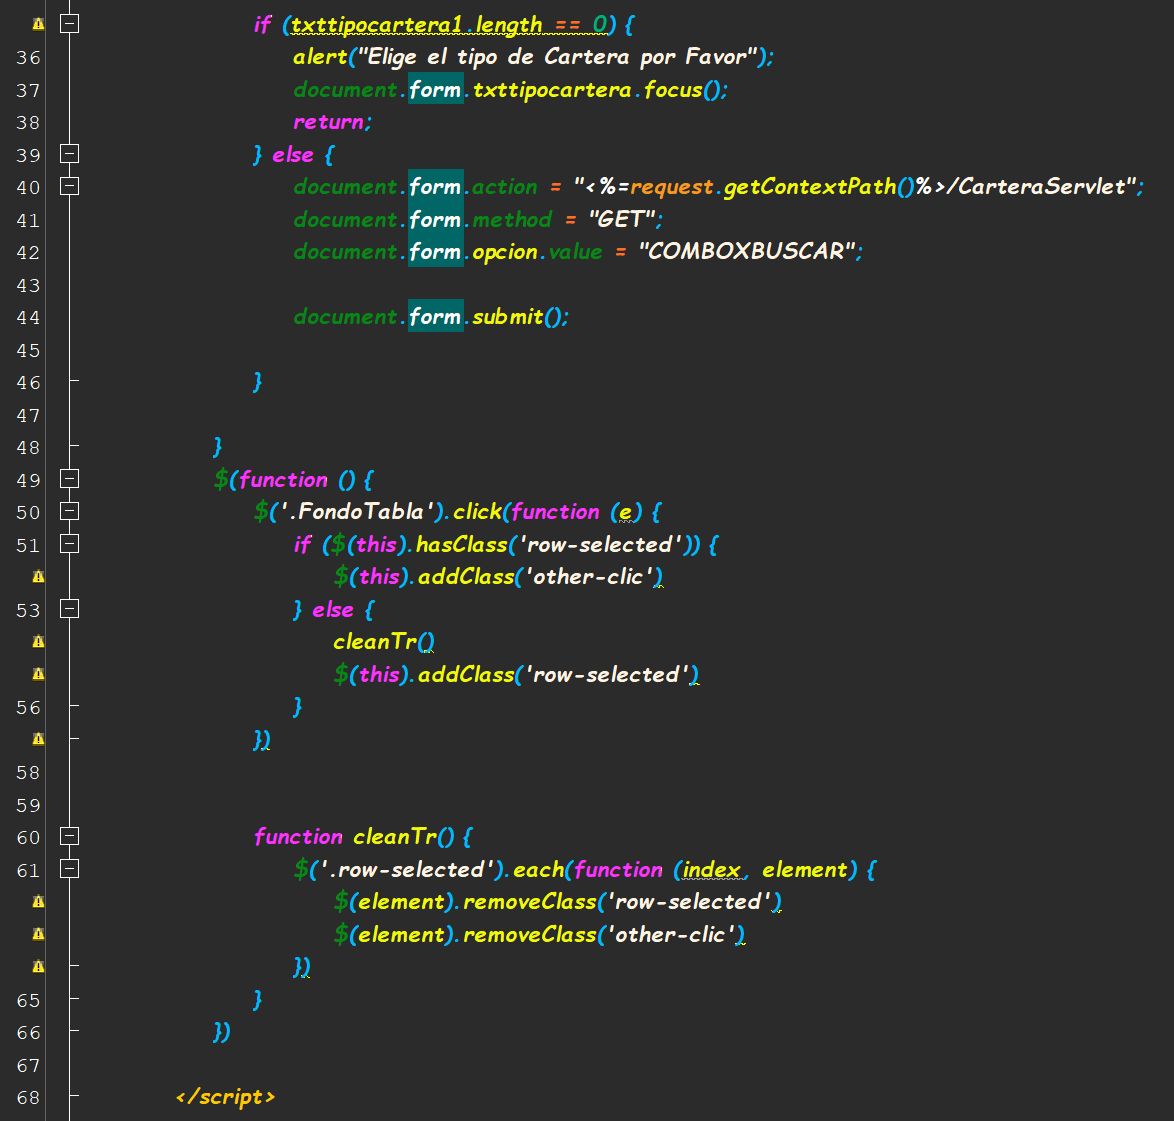 if (txttipocartera1.length == 0) {
36 alert("Elige el tipo de Cartera por Favor");
37 document.form.txttipocartera.focus();
38 return;
39 } else {
40 document.form.action = "<%=request.getContextPath()%>/CarteraServlet";
41 document.form.method = "GET";
42 document.form.opcion.value = "COMBOXBUSCAR";
43
44 document.form.submit();
45
46 }
47
48 }
49 $(function () {
50 $('.FondoTabla').click(function (e) {
51 if ($(this).hasClass('row-selected')) {
$(this).addClass('other-clic')
53 } else {
cleanTr()
$(this).addClass('row-selected')
56 }
})
58
59
60 function cleanTr() {
61 $('.row-selected').each(function (index, element) {
$(element).removeClass('row-selected')
$(element).removeClass('other-clic')
})
65 }
66 })
67
68 </script>